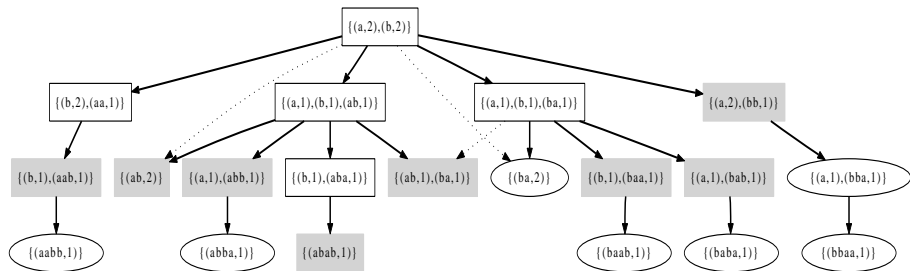 {(a,2),(b,2)}
{(b,2),(aa,1)} {(a,1),(b,1),(ab,1)} {(a,1),(b,1),(ba,1)} {(a,2),(bb,1)}
{(b,1),(aab,1)} {(ab,2)} {(a,1),(abb,1)} {(b,1),(aba,1)} {(ab,1),(ba,1)} {(ba,2)} {(b,1),(baa,1)} {(a,1),(bab,1)} {(a,1),(bba,1)}
{(aabb,1)} {(abba,1)} {(abab,1)} {(baab,1)} {(baba,1)} {(bbaa,1)}